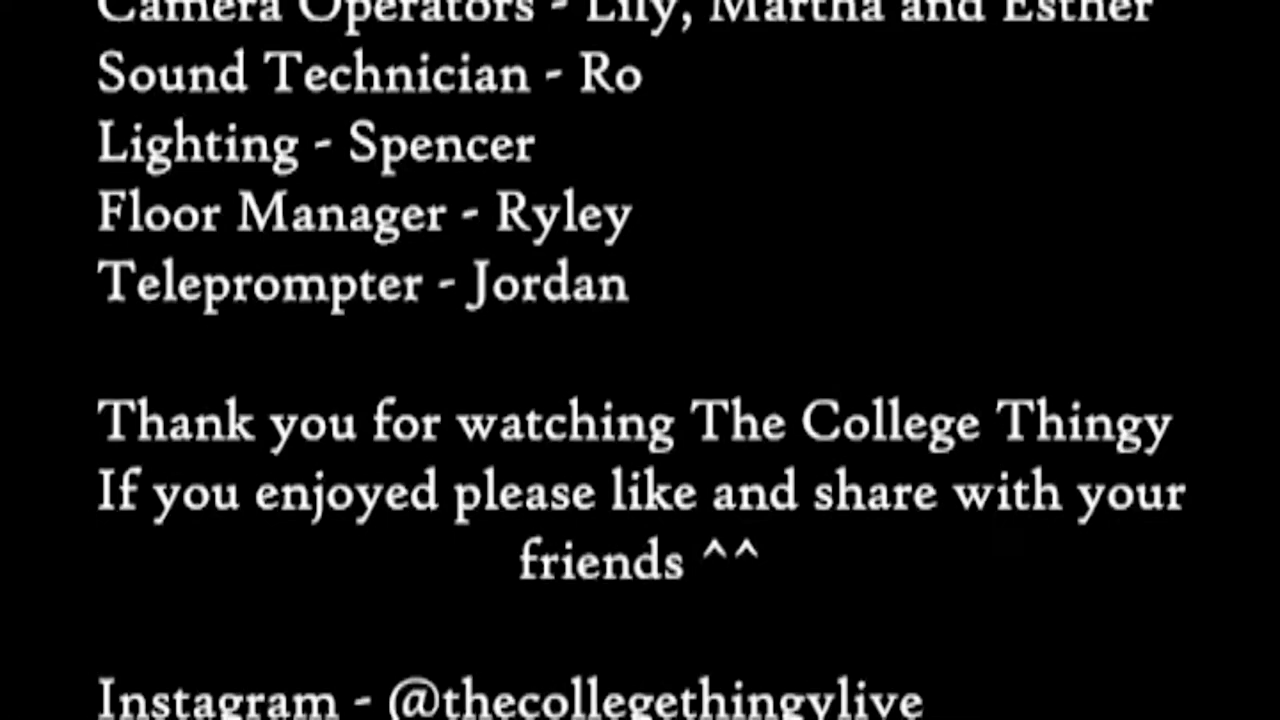 Camera Operators - Lily, Martha and Esther
Sound Technician - Ro
Lighting - Spencer
Floor Manager - Ryley
Teleprompter - Jordan
Thank you for watching The College Thingy
If you enjoyed please like and share with your
friends ^^
Instagram - @thecollegethingylive